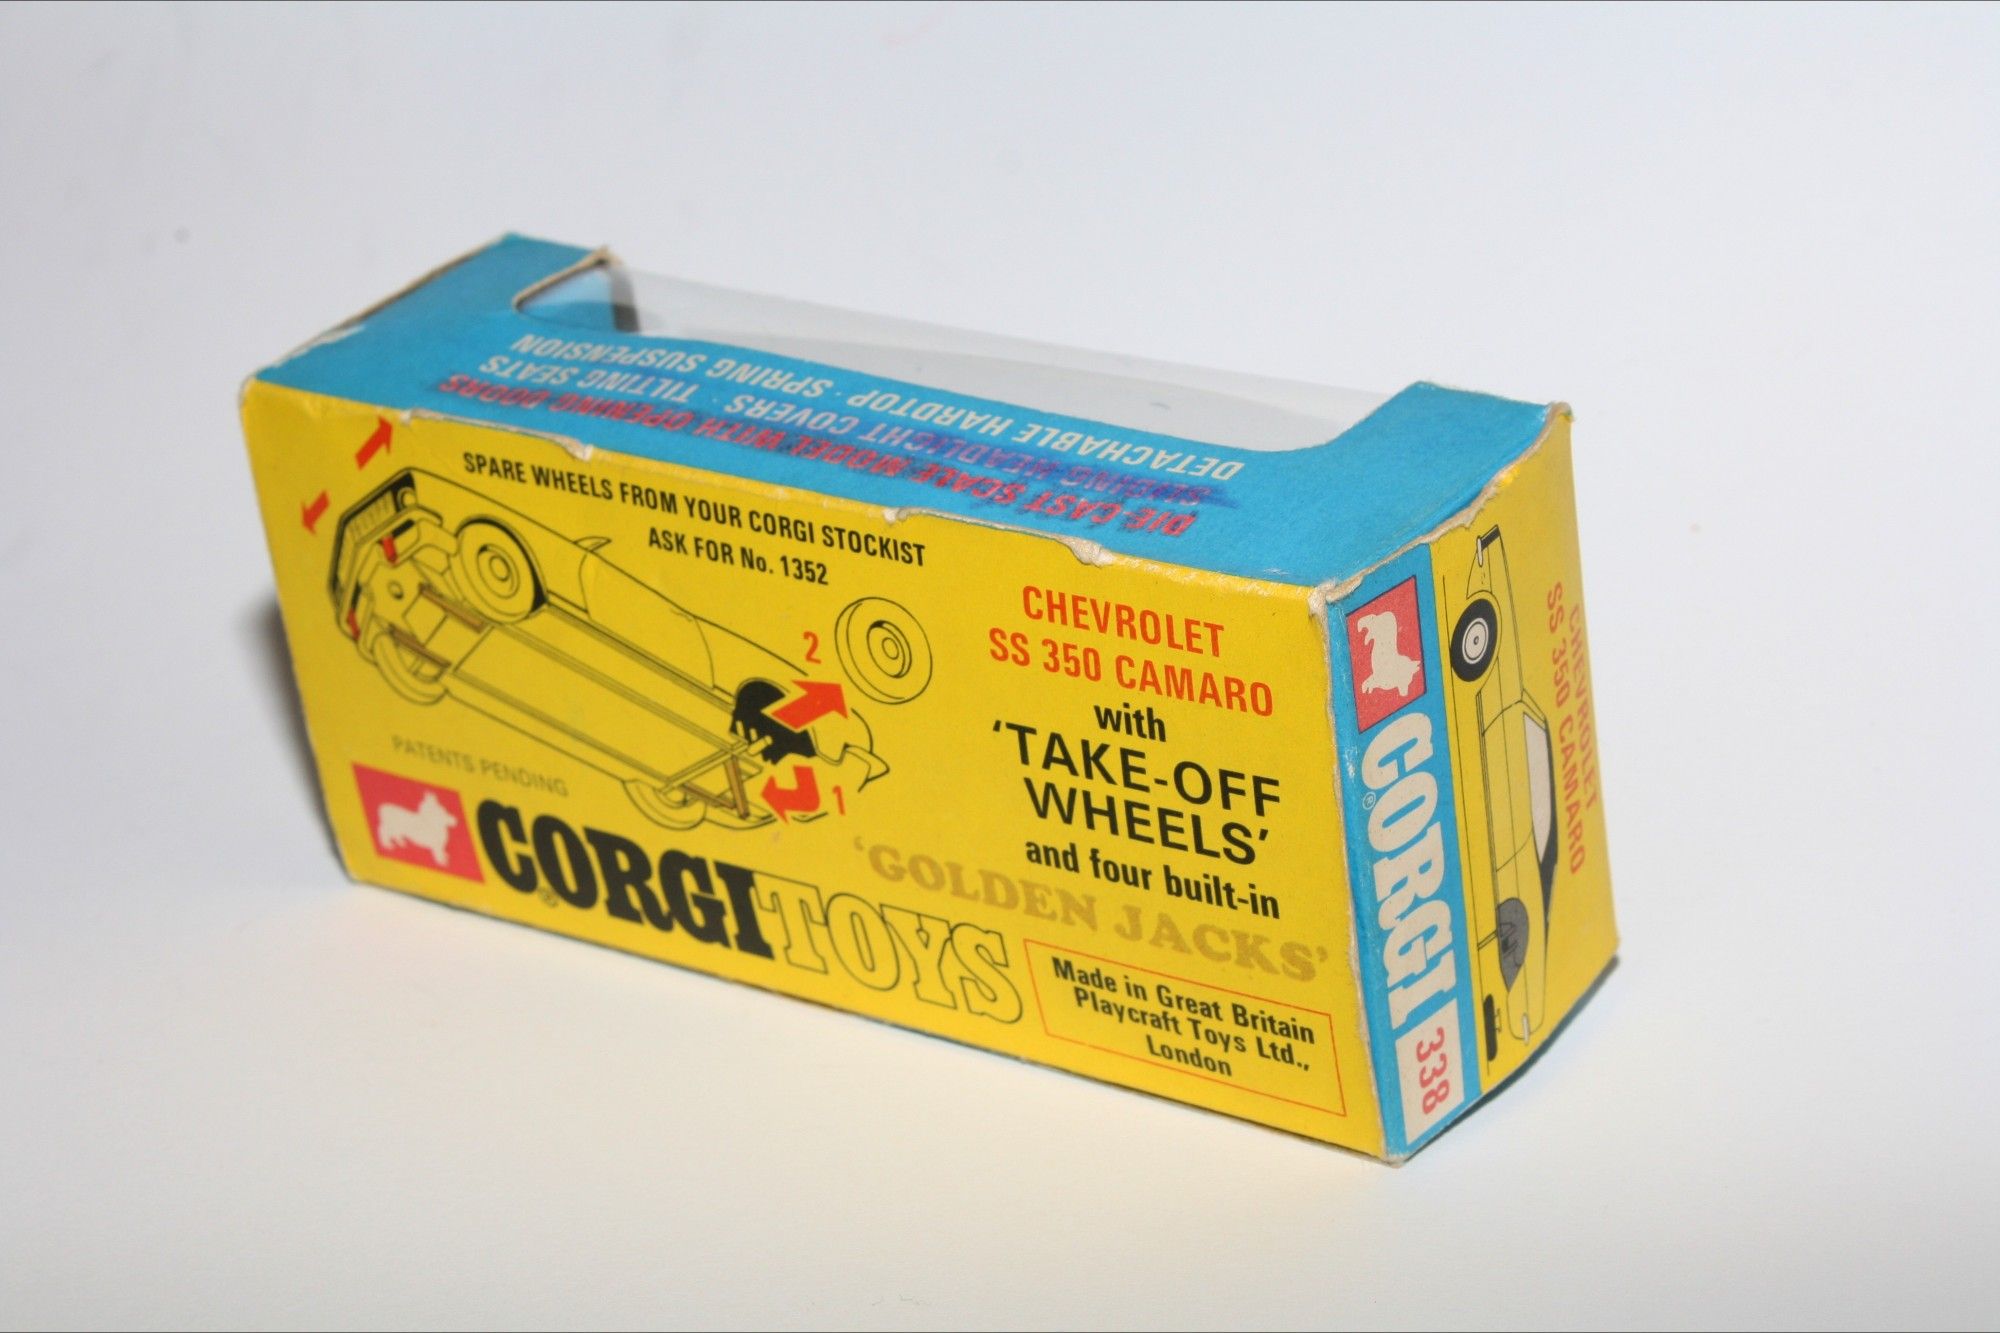 DIE-CAST SCALE MODEL WITH OPENING DOORS
SLIDING HEADLIGHT COVERS · TILTING SEATS
DETACHABLE HARDTOP · SPRING SUSPENSION
SPARE WHEELS FROM YOUR CORGI STOCKIST
ASK FOR No. 1352
2
1
CHEVROLET
SS 350 CAMARO
with
'TAKE-OFF
WHEELS'
and four built-in
'GOLDEN JACKS'
PATENTS PENDING
CORGI TOYS
®
Made in Great Britain
Playcraft Toys Ltd.,
London
CORGI ®
338
CHEVROLET
SS 350 CAMARO